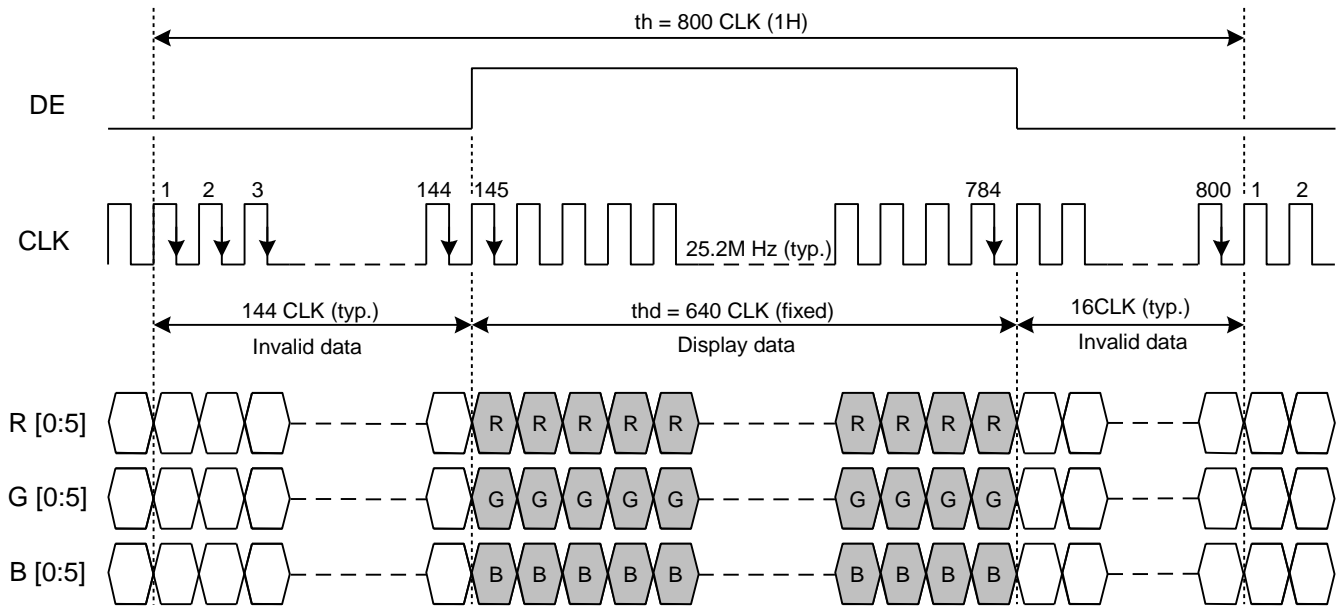 th = 800 CLK (1H)
DE
1 2 3 144 145 784 800 1 2
CLK
25.2M Hz (typ.)
144 CLK (typ.) thd = 640 CLK (fixed) 16CLK (typ.)
Invalid data Display data Invalid data
R [0:5] R R R R R R R R R
G [0:5] G G G G G G G G G
B [0:5] B B B B B B B B B